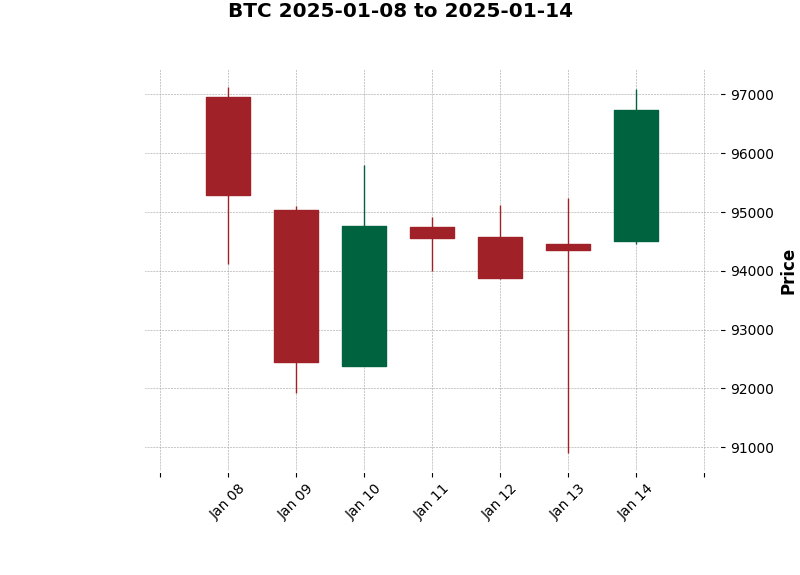 BTC 2025-01-08 to 2025-01-14
97000
96000
95000
94000
93000
92000
91000
Price
Jan 08
Jan 09
Jan 10
Jan 11
Jan 12
Jan 13
Jan 14